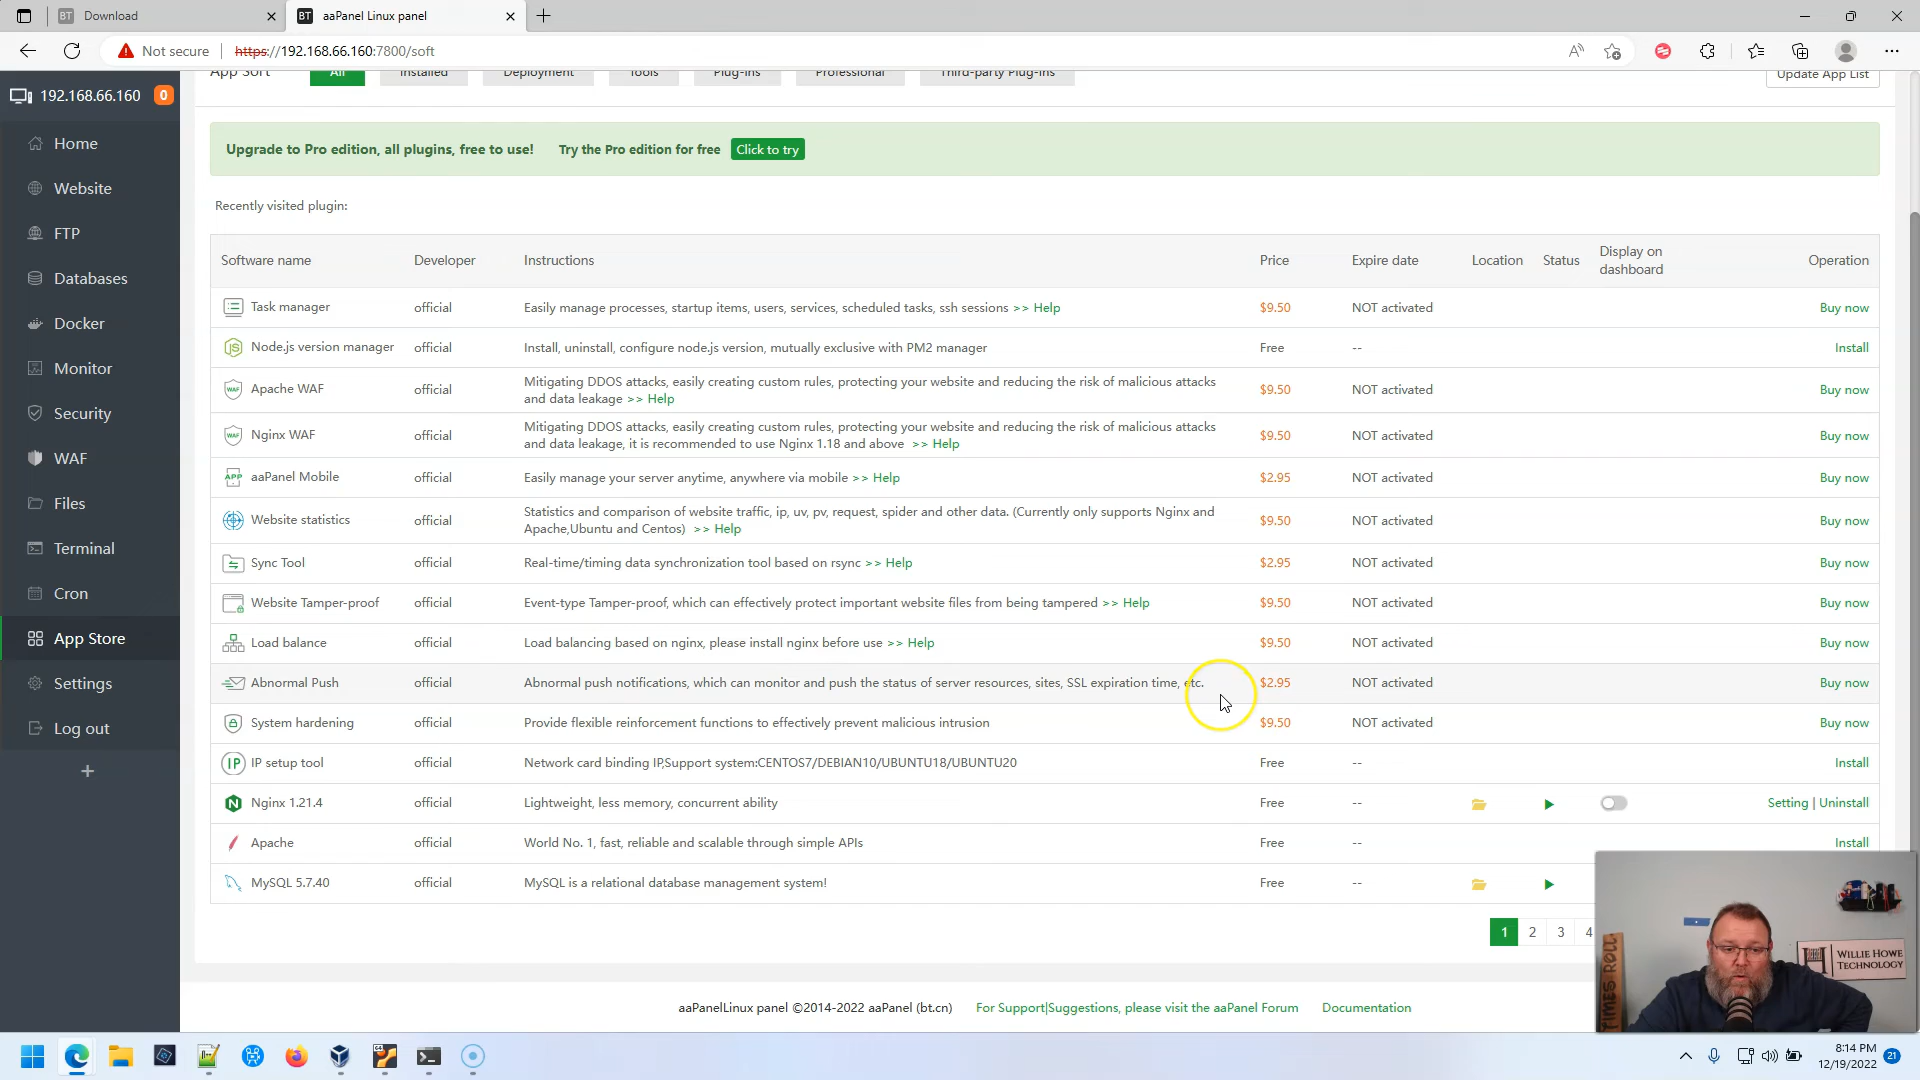 BT Download
BT aaPanel Linux panel
Not secure https://192.168.66.160:7800/soft
192.168.66.160 0
Home
Website
FTP
Databases
Docker
Monitor
Security
WAF
Files
Terminal
Cron
App Store
Settings
Log out
App Sort All Installed Deployment Tools Plug-ins Professional Third-party Plug-ins Update App List
Upgrade to Pro edition, all plugins, free to use! Try the Pro edition for free Click to try
Recently visited plugin:
Software name Developer Instructions Price Expire date Location Status Display on dashboard Operation
Task manager official Easily manage processes, startup items, users, services, scheduled tasks, ssh sessions >> Help $9.50 NOT activated Buy now
Node.js version manager official Install, uninstall, configure node.js version, mutually exclusive with PM2 manager Free -- Install
Apache WAF official Mitigating DDOS attacks, easily creating custom rules, protecting your website and reducing the risk of malicious attacks
and data leakage >> Help $9.50 NOT activated Buy now
Nginx WAF official Mitigating DDOS attacks, easily creating custom rules, protecting your website and reducing the risk of malicious attacks
and data leakage, it is recommended to use Nginx 1.18 and above >> Help $9.50 NOT activated Buy now
APP aaPanel Mobile official Easily manage your server anytime, anywhere via mobile >> Help $2.95 NOT activated Buy now
Website statistics official Statistics and comparison of website traffic, ip, uv, pv, request, spider and other data. (Currently only supports Nginx and
Apache,Ubuntu and Centos) >> Help $9.50 NOT activated Buy now
Sync Tool official Real-time/timing data synchronization tool based on rsync >> Help $2.95 NOT activated Buy now
Website Tamper-proof official Event-type Tamper-proof, which can effectively protect important website files from being tampered >> Help $9.50 NOT activated Buy now
Load balance official Load balancing based on nginx, please install nginx before use >> Help $9.50 NOT activated Buy now
Abnormal Push official Abnormal push notifications, which can monitor and push the status of server resources, sites, SSL expiration time, etc. $2.95 NOT activated Buy now
System hardening official Provide flexible reinforcement functions to effectively prevent malicious intrusion $9.50 NOT activated Buy now
IP IP setup tool official Network card binding IP,Support system:CENTOS7/DEBIAN10/UBUNTU18/UBUNTU20 Free -- Install
Nginx 1.21.4 official Lightweight, less memory, concurrent ability Free -- Setting | Uninstall
Apache official World No. 1, fast, reliable and scalable through simple APIs Free -- Install
MySQL 5.7.40 official MySQL is a relational database management system! Free --
1 2 3 4
aaPanelLinux panel ©2014-2022 aaPanel (bt.cn) For Support|Suggestions, please visit the aaPanel Forum Documentation
WILLIE HOWE
TECHNOLOGY
TIMES-ROLL
8:14 PM
12/19/2022 21